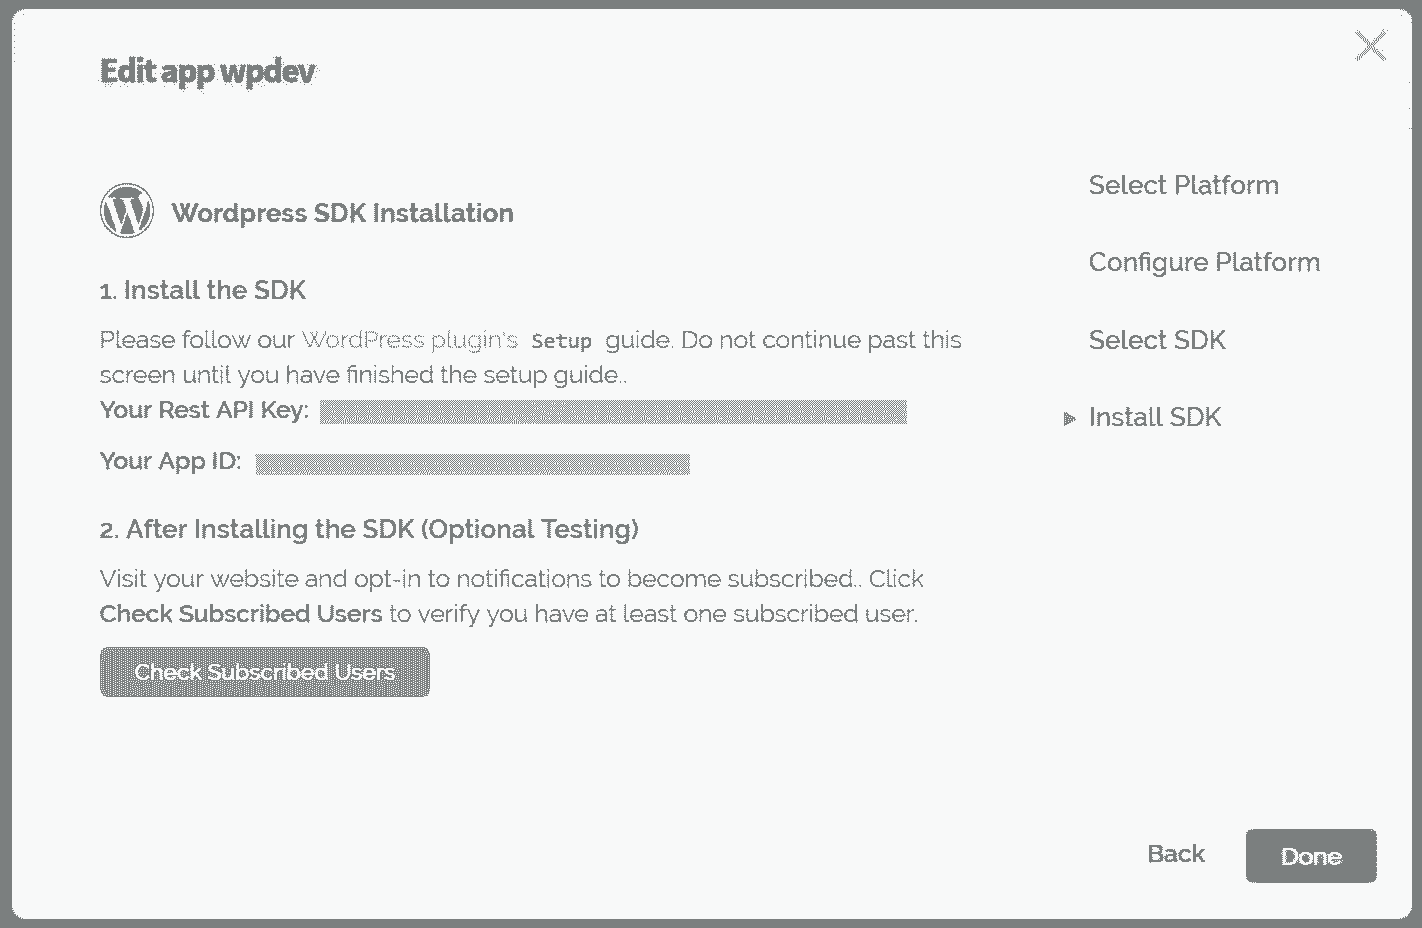 Edit app wpdev
Wordpress SDK Installation
1. Install the SDK
Please follow our WordPress plugin's Setup guide. Do not continue past this
screen until you have finished the setup guide..
Your Rest API Key:
Your App ID:
2. After Installing the SDK (Optional Testing)
Visit your website and opt-in to notifications to become subscribed.. Click
Check Subscribed Users to verify you have at least one subscribed user.
Check Subscribed Users
Select Platform
Configure Platform
Select SDK
Install SDK
Back
Done